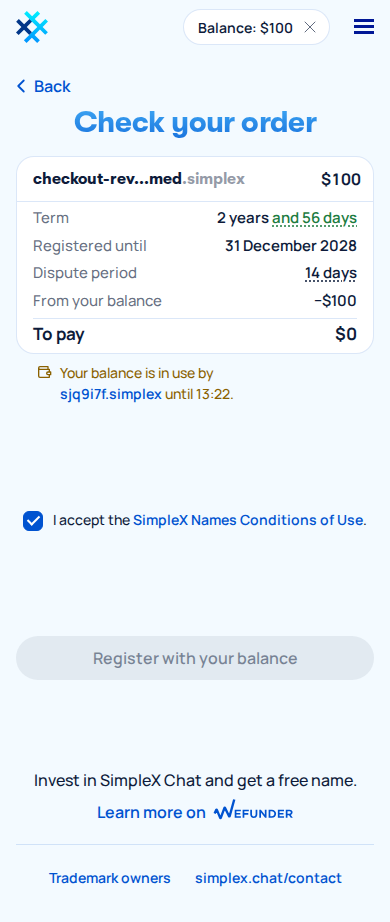 Balance: $100
Back
Check your order
checkout-rev...med.simplex $100
Term 2 years and 56 days
Registered until 31 December 2028
Dispute period 14 days
From your balance −$100
To pay $0
Your balance is in use by
sjq9i7f.simplex until 13:22.
I accept the SimpleX Names Conditions of Use.
Register with your balance
Invest in SimpleX Chat and get a free name.
Learn more on WEFUNDER
Trademark owners simplex.chat/contact